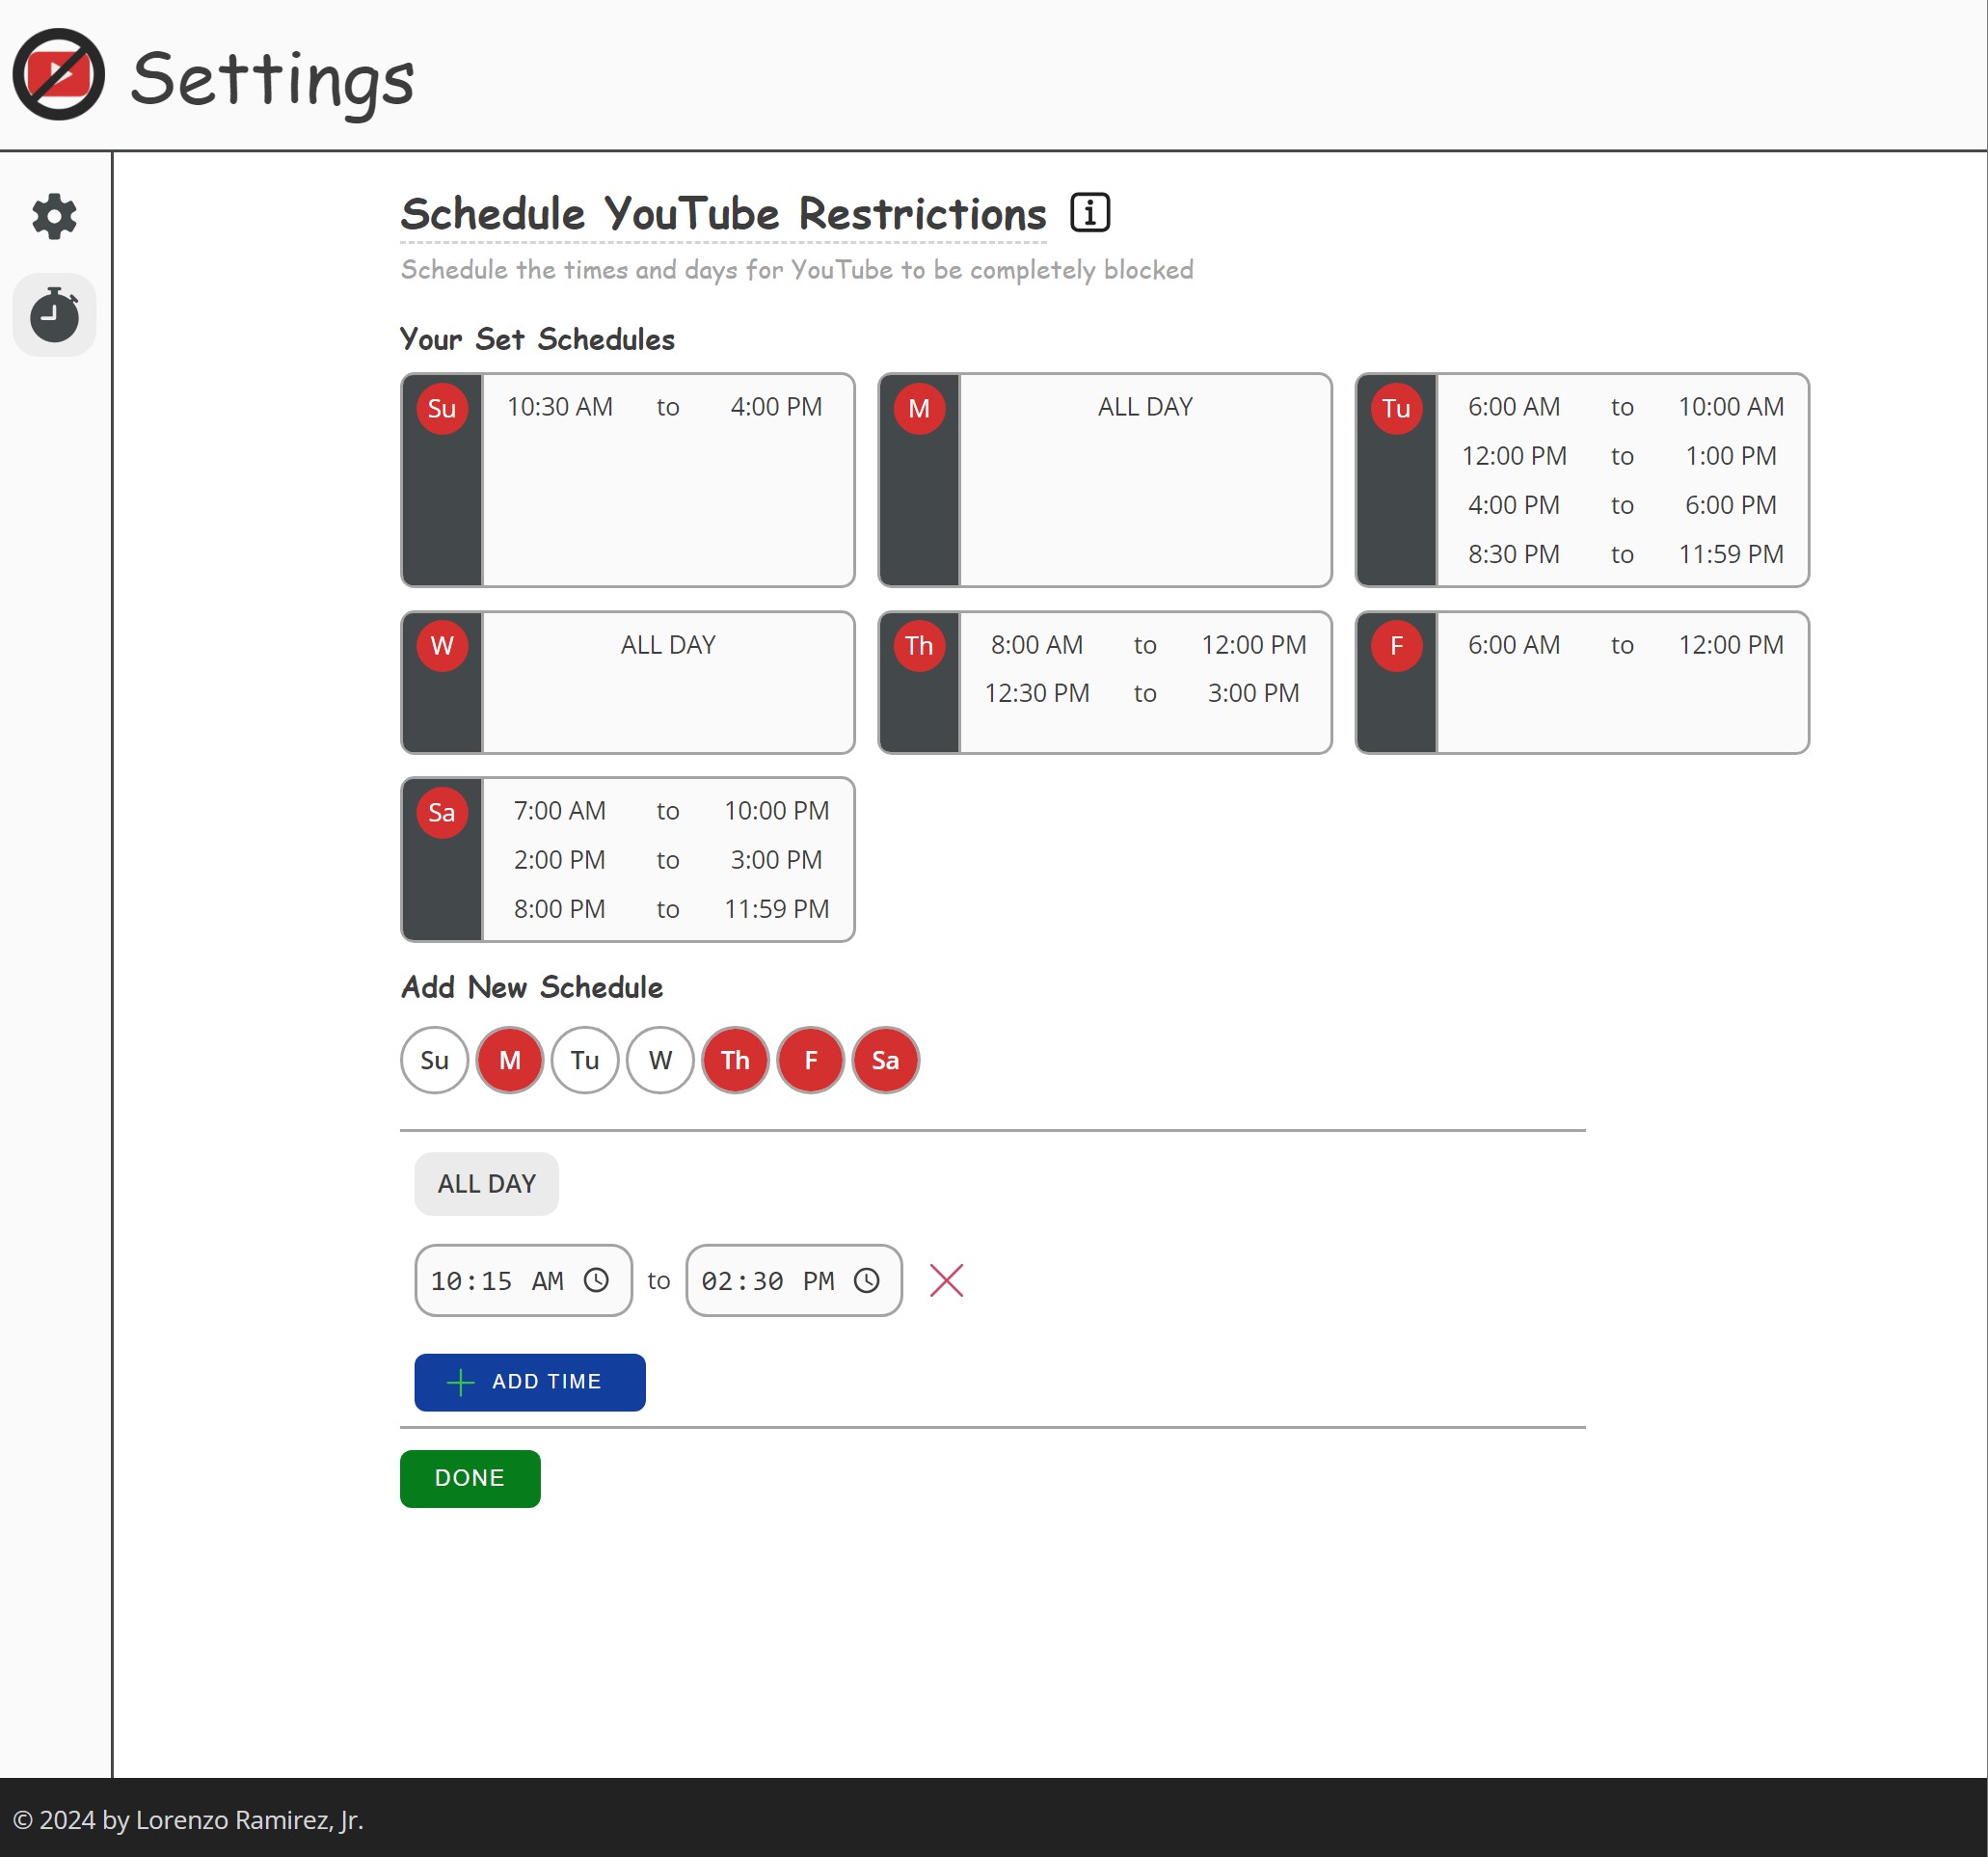 Settings
Schedule YouTube Restrictions
Schedule the times and days for YouTube to be completely blocked
Your Set Schedules
Su 10:30 AM to 4:00 PM
M ALL DAY
Tu 6:00 AM to 10:00 AM
12:00 PM to 1:00 PM
4:00 PM to 6:00 PM
8:30 PM to 11:59 PM
W ALL DAY
Th 8:00 AM to 12:00 PM
12:30 PM to 3:00 PM
F 6:00 AM to 12:00 PM
Sa 7:00 AM to 10:00 PM
2:00 PM to 3:00 PM
8:00 PM to 11:59 PM
Add New Schedule
Su M Tu W Th F Sa
ALL DAY
10:15 AM to 02:30 PM
ADD TIME
DONE
© 2024 by Lorenzo Ramirez, Jr.